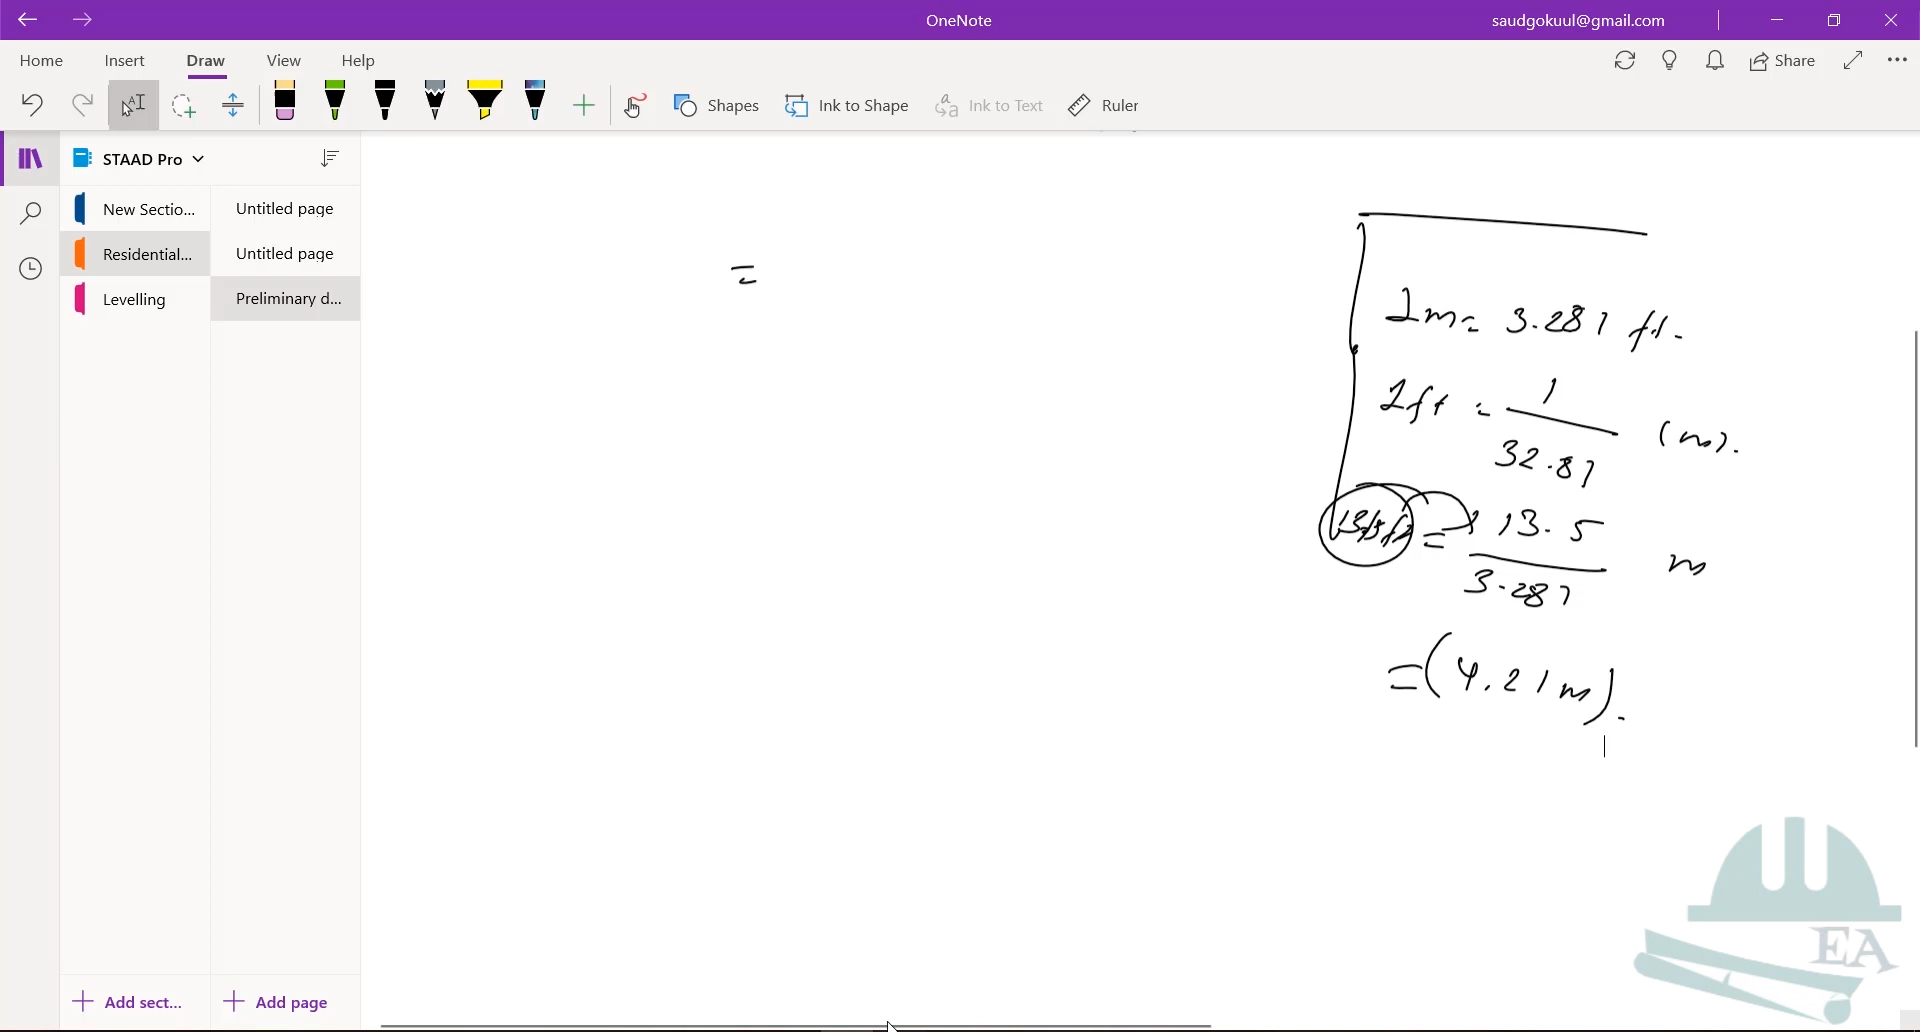 OneNote
saudgokuul@gmail.com
Home Insert Draw View Help
Share
Shapes Ink to Shape Ink to Text Ruler
STAAD Pro
New Sectio...
Residential...
Levelling
Untitled page
Untitled page
Preliminary d...
=
1m = 3.281 ft.
1ft = 1 / 32.81 (m).
= 13.5 / 3.281 m
= (4.21m).
EA
Add sect...
Add page